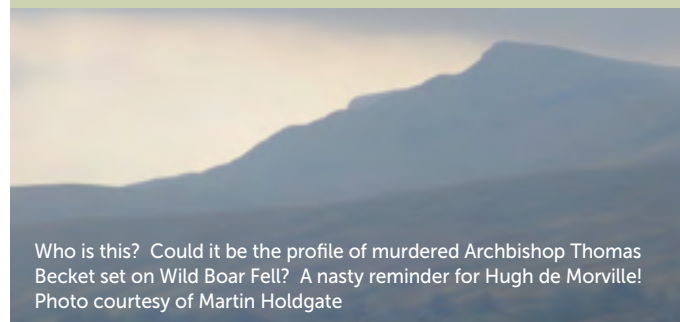 Who is this?  Could it be the profile of murdered Archbishop Thomas
Becket set on Wild Boar Fell?  A nasty reminder for Hugh de Morville!
Photo courtesy of Martin Holdgate